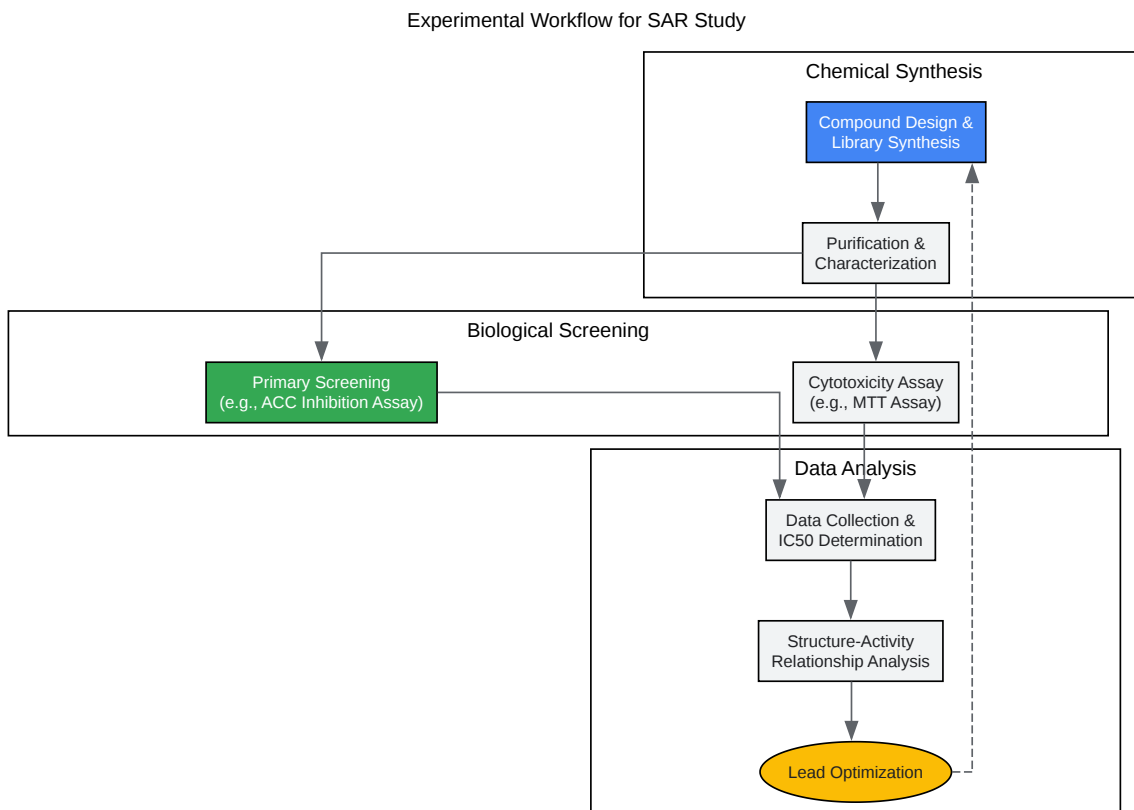 Experimental Workflow for SAR Study
Chemical Synthesis
Compound Design &
Library Synthesis
Purification &
Characterization
Biological Screening
Primary Screening
(e.g., ACC Inhibition Assay)
Cytotoxicity Assay
(e.g., MTT Assay)
Data Analysis
Data Collection &
IC50 Determination
Structure-Activity
Relationship Analysis
Lead Optimization